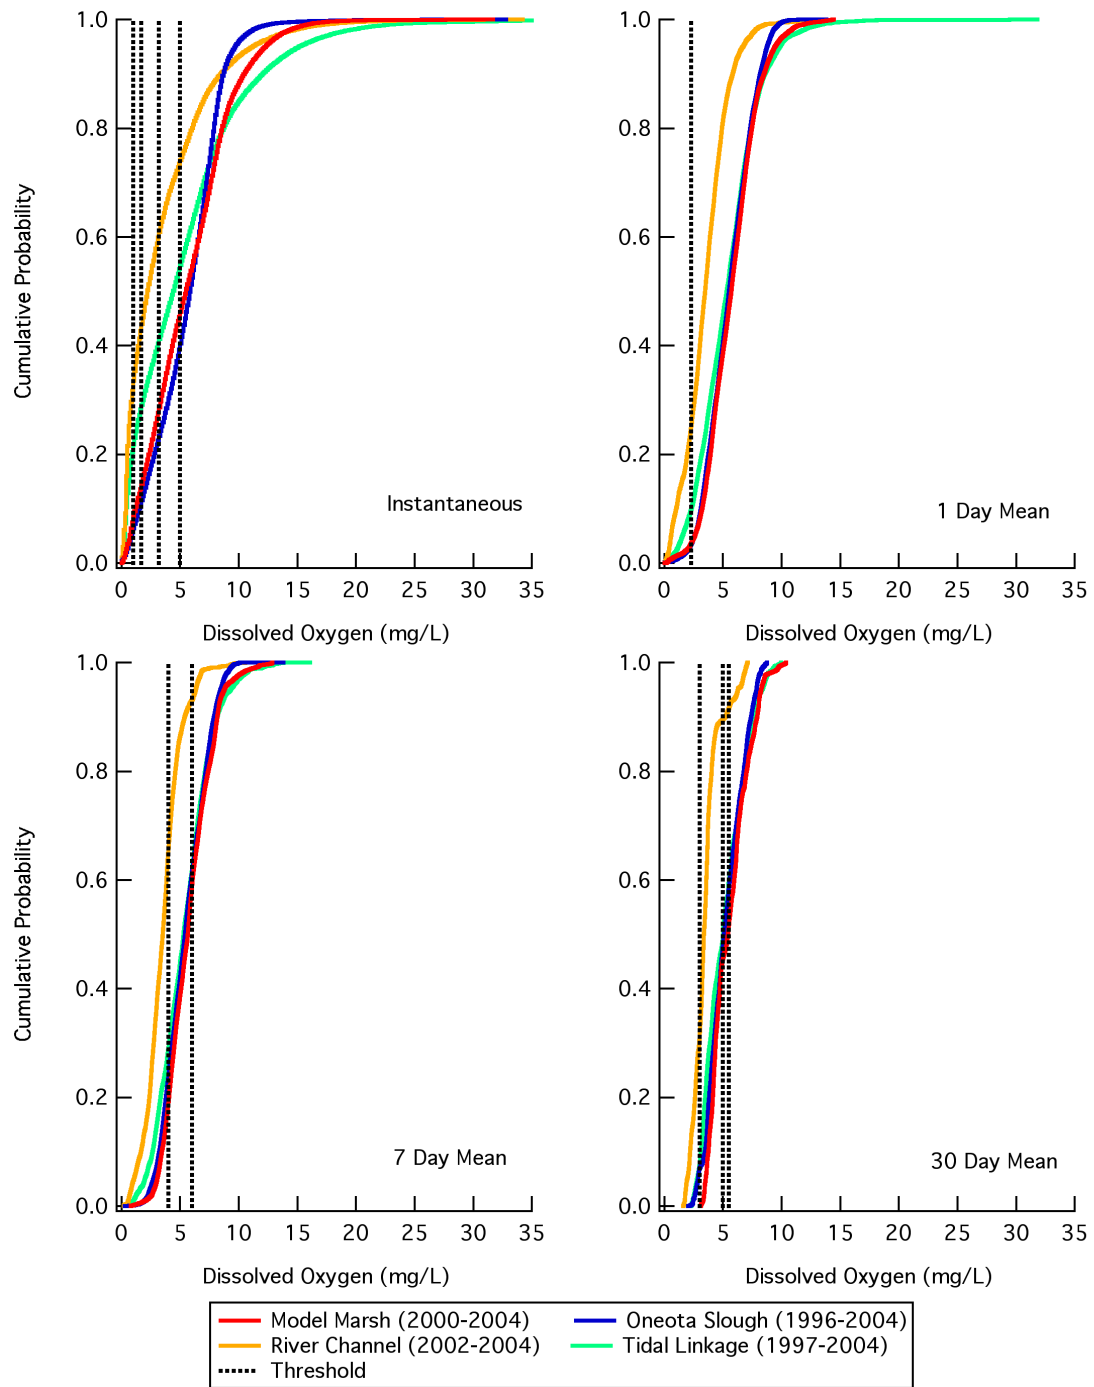 1.0
0.8
0.6
0.4
0.2
0.0
Cumulative Probability
Instantaneous
0 5 10 15 20 25 30 35
Dissolved Oxygen (mg/L)
1.0
0.8
0.6
0.4
0.2
0.0
1 Day Mean
0 5 10 15 20 25 30 35
Dissolved Oxygen (mg/L)
1.0
0.8
0.6
0.4
0.2
0.0
Cumulative Probability
7 Day Mean
0 5 10 15 20 25 30 35
Dissolved Oxygen (mg/L)
1.0
0.8
0.6
0.4
0.2
0.0
30 Day Mean
0 5 10 15 20 25 30 35
Dissolved Oxygen (mg/L)
Model Marsh (2000-2004)
Oneota Slough (1996-2004)
River Channel (2002-2004)
Tidal Linkage (1997-2004)
Threshold